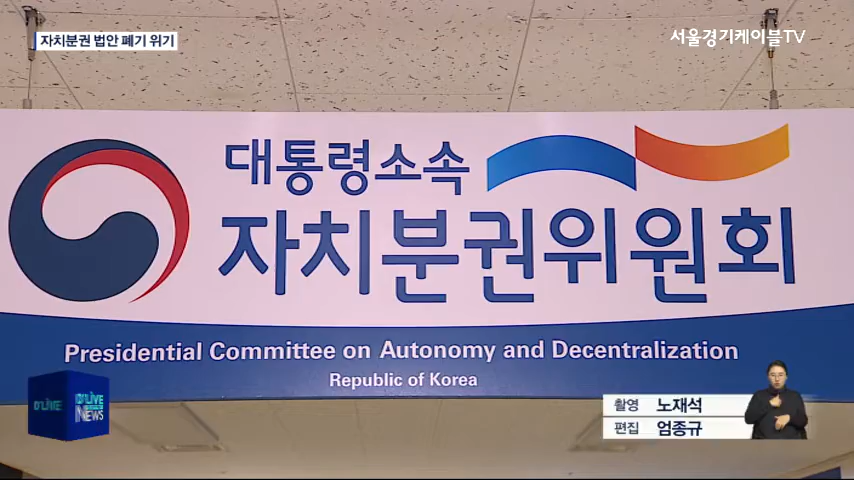 자치분권 법안 폐기 위기
서울경기케이블TV
대통령소속
자치분권위원회
Presidential Committee on Autonomy and Decentralization
Republic of Korea
촬영 노재석
편집 엄종규
D'LIVE
D'LIVE
NEWS